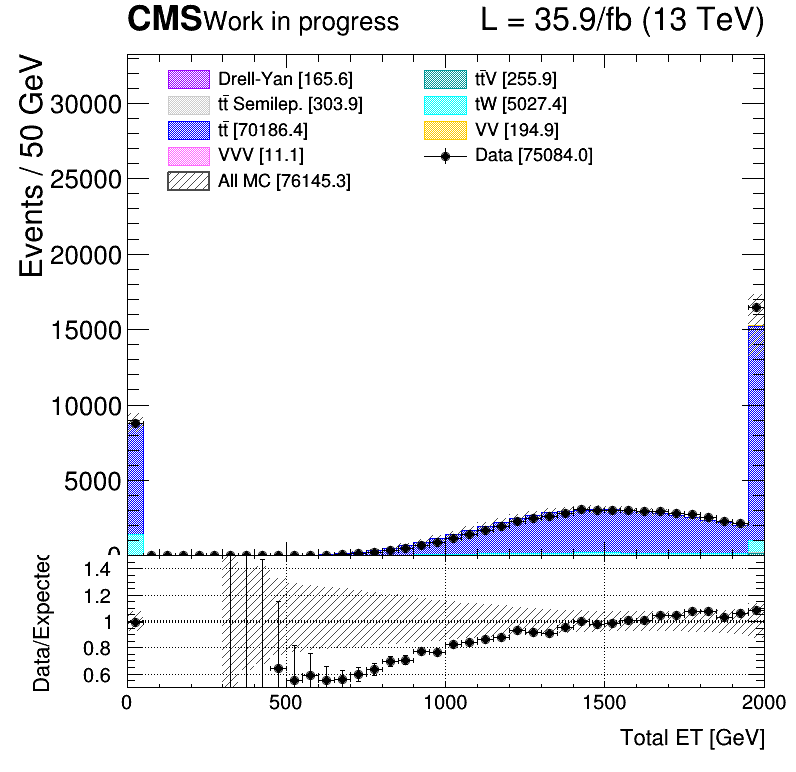 CMS Work in progress L = 35.9/fb (13 TeV)
Events / 50 GeV
Drell-Yan [165.6]
tt̄ Semilep. [303.9]
tt̄ [70186.4]
VVV [11.1]
All MC [76145.3]
tt̄V [255.9]
tW [5027.4]
VV [194.9]
Data [75084.0]
30000
25000
20000
15000
10000
5000
0
Data/Expected
1.4
1.2
1
0.8
0.6
0 500 1000 1500 2000
Total ET [GeV]